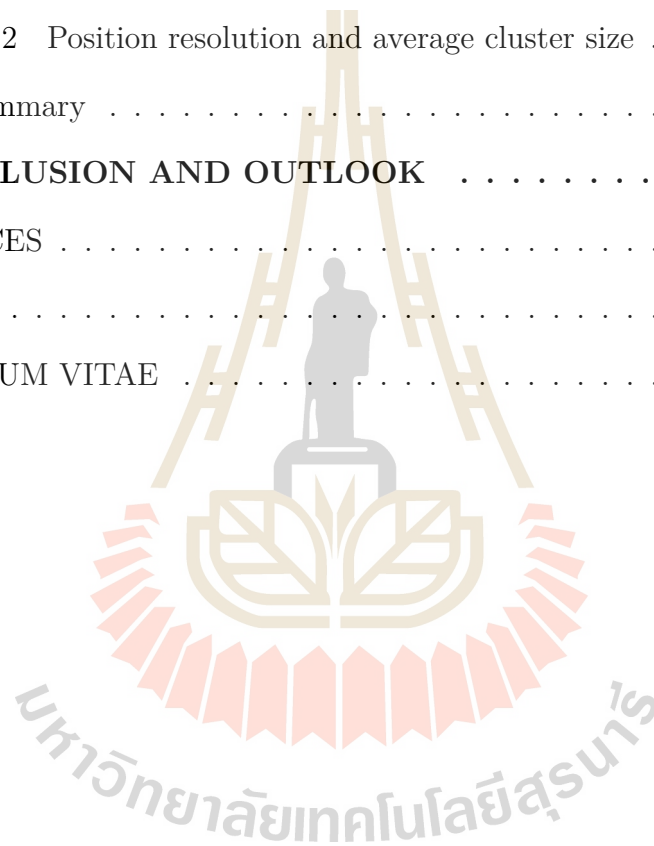 2 Position resolution and average cluster size .
mmary . . . . . . . . . . . . . . . . . . . . . . .
LUSION AND OUTLOOK . . . . . . . .
CES . . . . . . . . . . . . . . . . . . . . . . . . .
. . . . . . . . . . . . . . . . . . . . . . . . . . .
UM VITAE . . . . . . . . . . . . . . . . . . . .
มหาวิทยาลัยเทคโนโลยีสุรนารี